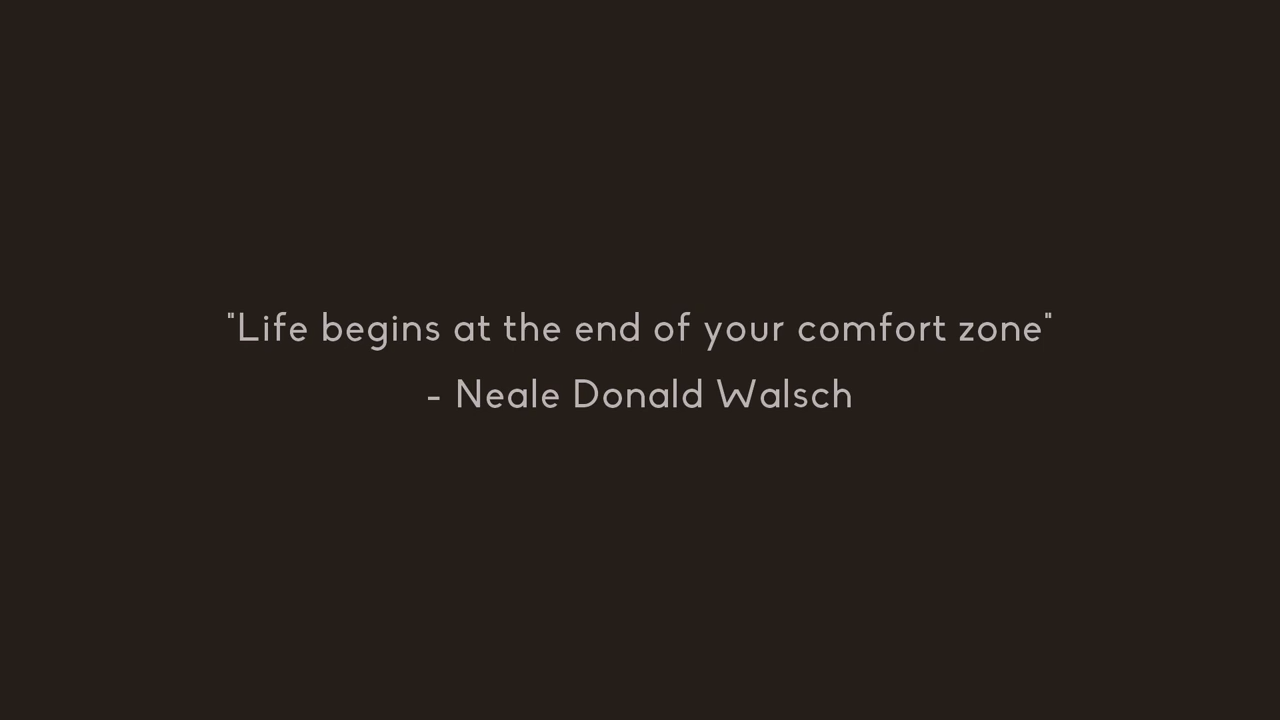 "Life begins at the end of your comfort zone"
- Neale Donald Walsch